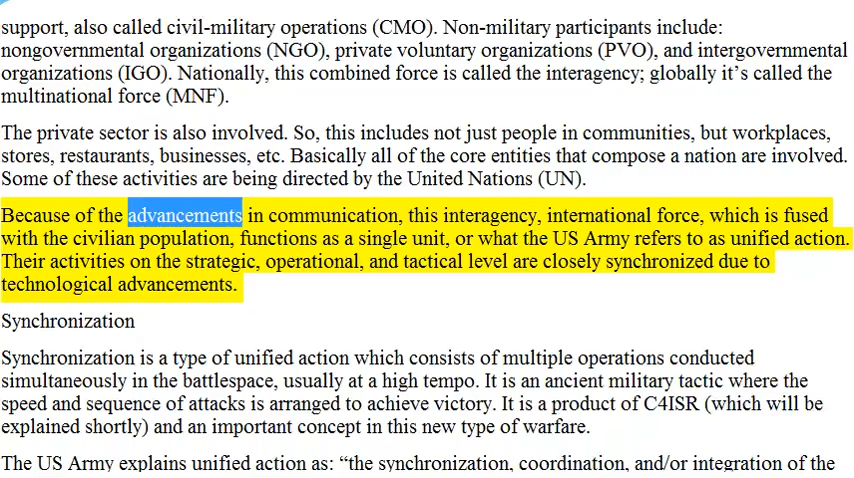 support, also called civil-military operations (CMO). Non-military participants include:
nongovernmental organizations (NGO), private voluntary organizations (PVO), and intergovernmental
organizations (IGO). Nationally, this combined force is called the interagency; globally it’s called the
multinational force (MNF).
The private sector is also involved. So, this includes not just people in communities, but workplaces,
stores, restaurants, businesses, etc. Basically all of the core entities that compose a nation are involved.
Some of these activities are being directed by the United Nations (UN).
Because of the advancements in communication, this interagency, international force, which is fused
with the civilian population, functions as a single unit, or what the US Army refers to as unified action.
Their activities on the strategic, operational, and tactical level are closely synchronized due to
technological advancements.
Synchronization
Synchronization is a type of unified action which consists of multiple operations conducted
simultaneously in the battlespace, usually at a high tempo. It is an ancient military tactic where the
speed and sequence of attacks is arranged to achieve victory. It is a product of C4ISR (which will be
explained shortly) and an important concept in this new type of warfare.
The US Army explains unified action as: “the synchronization, coordination, and/or integration of the